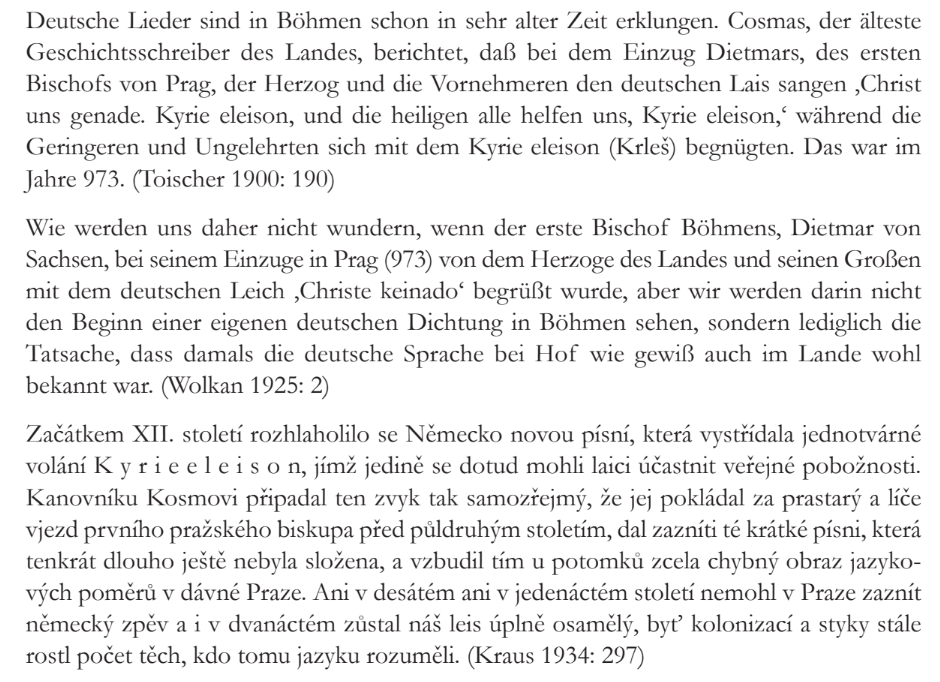 Deutsche Lieder sind in Böhmen schon in sehr alter Zeit erklungen. Cosmas, der älteste
Geschichtsschreiber des Landes, berichtet, daß bei dem Einzug Dietmars, des ersten
Bischofs von Prag, der Herzog und die Vornehmeren den deutschen Lais sangen ‚Christ
uns genade. Kyrie eleison, und die heiligen alle helfen uns, Kyrie eleison,‘ während die
Geringeren und Ungelehrten sich mit dem Kyrie eleison (Krleš) begnügten. Das war im
Jahre 973. (Toischer 1900: 190)
Wie werden uns daher nicht wundern, wenn der erste Bischof Böhmens, Dietmar von
Sachsen, bei seinem Einzuge in Prag (973) von dem Herzoge des Landes und seinen Großen
mit dem deutschen Leich ‚Christe keinado‘ begrüßt wurde, aber wir werden darin nicht
den Beginn einer eigenen deutschen Dichtung in Böhmen sehen, sondern lediglich die
Tatsache, dass damals die deutsche Sprache bei Hof wie gewiß auch im Lande wohl
bekannt war. (Wolkan 1925: 2)
Začátkem XII. století rozhlaholilo se Německo novou písní, která vystřídala jednotvárné
volání K y r i e e l e i s o n, jímž jedině se dotud mohli laici účastnit veřejné pobožnosti.
Kanovníku Kosmovi připadal ten zvyk tak samozřejmý, že jej pokládal za prastarý a líče
vjezd prvního pražského biskupa před půldruhým stoletím, dal zazníti té krátké písni, která
tenkrát dlouho ještě nebyla složena, a vzbudil tím u potomků zcela chybný obraz jazyko-
vých poměrů v dávné Praze. Ani v desátém ani v jedenáctém století nemohl v Praze zaznít
německý zpěv a i v dvanáctém zůstal náš leis úplně osamělý, byť kolonizací a styky stále
rostl počet těch, kdo tomu jazyku rozuměli. (Kraus 1934: 297)